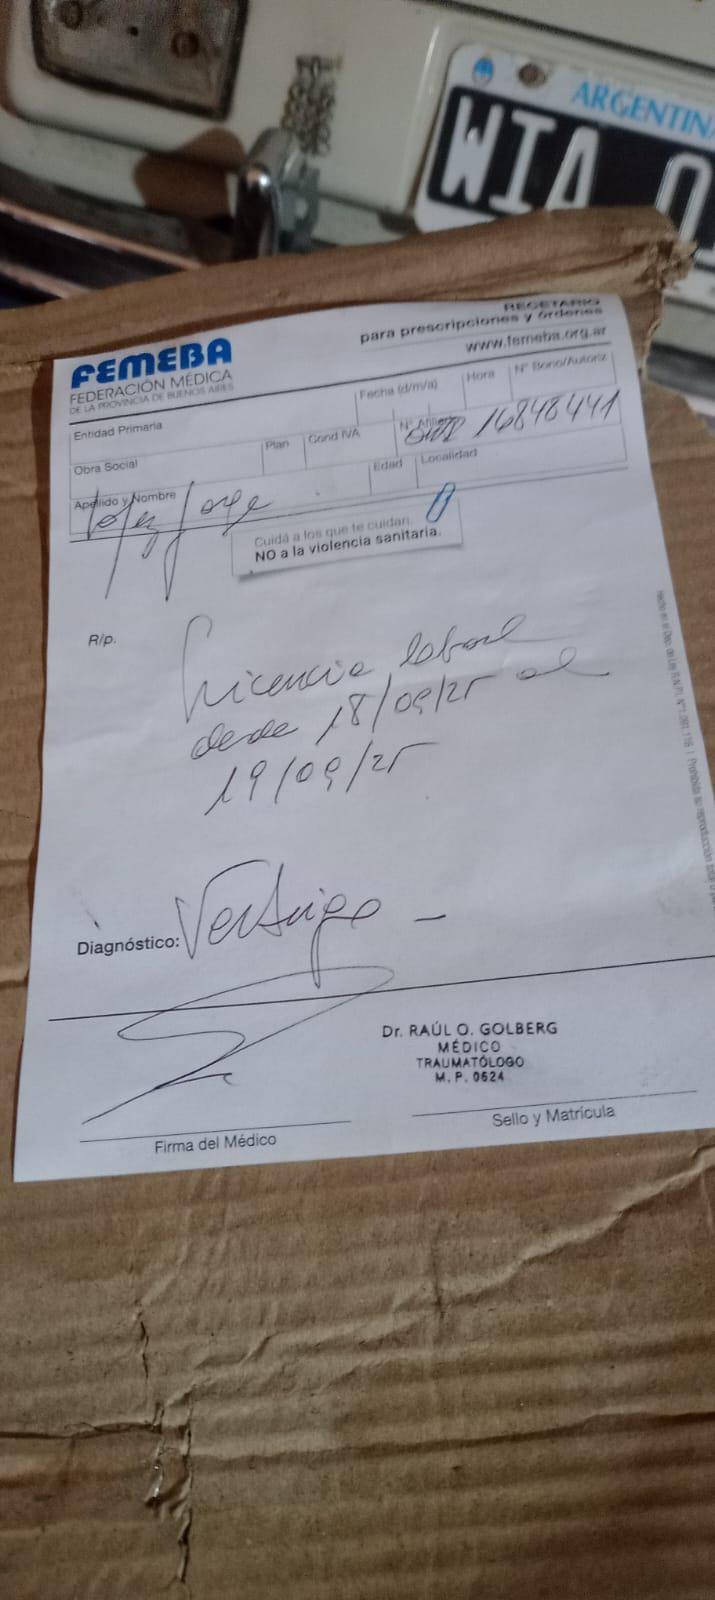 ARGENTINA
WIA 0
RECETARIO
para prescripciones y órdenes
www.femeba.org.ar
FEMEBA
FEDERACIÓN MÉDICA
DE LA PROVINCIA DE BUENOS AIRES
Entidad Primaria
Fecha (d/m/a)
Hora
N° Bono/Autoriz
Obra Social
Plan
Cond IVA
N° Afiliado
16848441
Apellido y Nombre
Edad
Localidad
Lopez Jorge
Cuidá a los que te cuidan.
NO a la violencia sanitaria.
R/p.
Licencia laboral
desde 18/09/25 al
19/09/25
Diagnóstico: Vertigo -
Dr. RAÚL O. GOLBERG
MÉDICO
TRAUMATÓLOGO
M. P. 0624
Firma del Médico
Sello y Matrícula